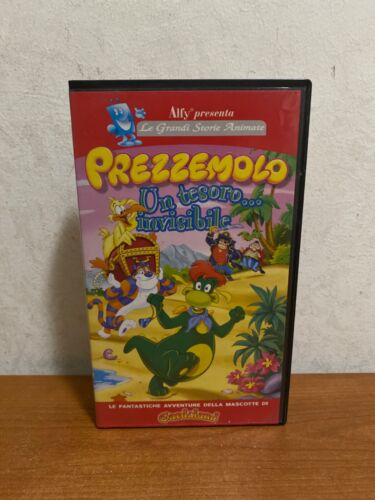 Alfy® presenta
Le Grandi Storie Animate
PREZZEMOLO
Un tesoro...
invisibile
LE FANTASTICHE AVVENTURE DELLA MASCOTTE DI
Gardaland